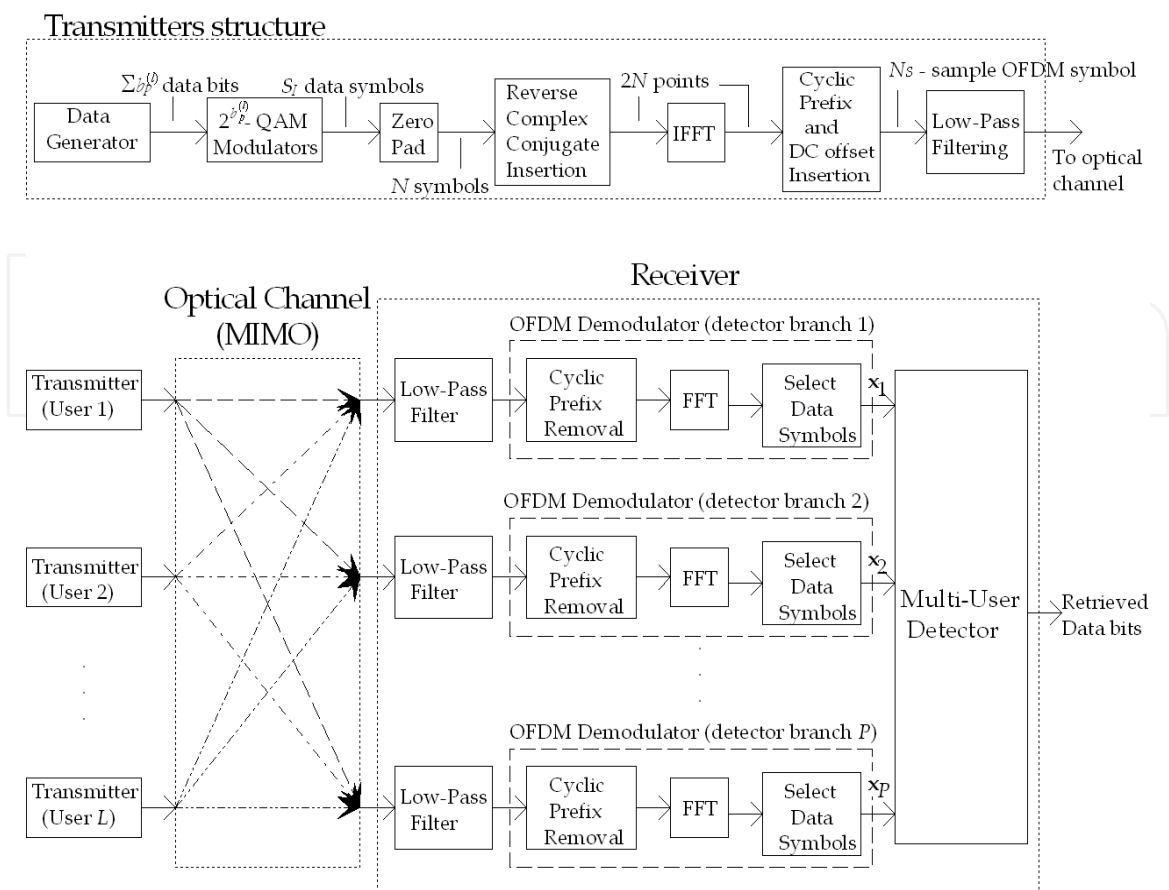 Transmitters structure
Σb_p^(l) data bits
S_I data symbols
2N points
Ns - sample OFDM symbol
Data
Generator
2^{b_p^(l)}- QAM
Modulators
Zero
Pad
N symbols
Reverse
Complex
Conjugate
Insertion
IFFT
Cyclic
Prefix
and
DC offset
Insertion
Low-Pass
Filtering
To optical
channel
Optical Channel
(MIMO)
Receiver
Transmitter
(User 1)
Low-Pass
Filter
OFDM Demodulator (detector branch 1)
Cyclic
Prefix
Removal
FFT
Select
Data
Symbols
x_1
Transmitter
(User 2)
Low-Pass
Filter
OFDM Demodulator (detector branch 2)
Cyclic
Prefix
Removal
FFT
Select
Data
Symbols
x_2
Multi-User
Detector
Retrieved
Data bits
.
.
.
.
.
.
Transmitter
(User L)
Low-Pass
Filter
OFDM Demodulator (detector branch P)
Cyclic
Prefix
Removal
FFT
Select
Data
Symbols
x_P